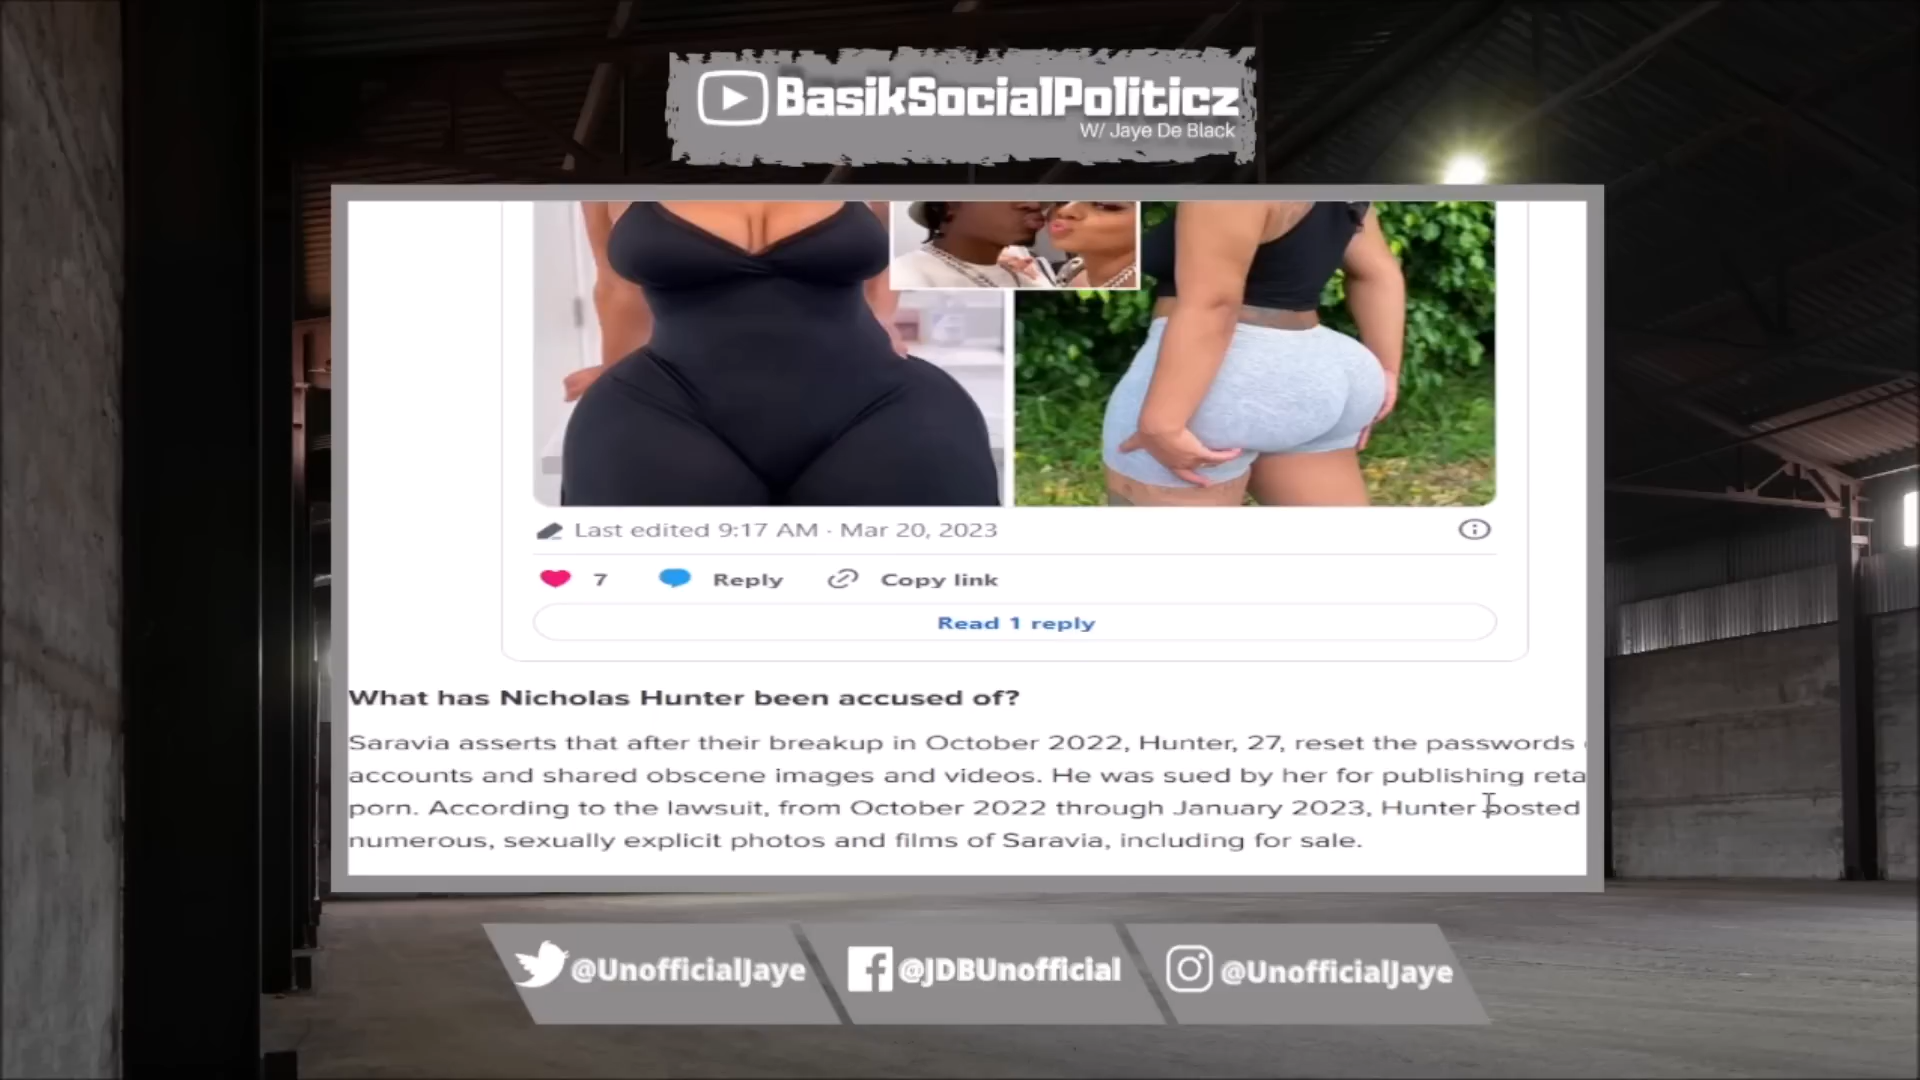 BasikSocialPoliticz
W/ Jaye De Black
Last edited 9:17 AM · Mar 20, 2023
7 Reply Copy link
Read 1 reply
What has Nicholas Hunter been accused of?
Saravia asserts that after their breakup in October 2022, Hunter, 27, reset the passwords
accounts and shared obscene images and videos. He was sued by her for publishing reta
porn. According to the lawsuit, from October 2022 through January 2023, Hunter posted
numerous, sexually explicit photos and films of Saravia, including for sale.
@UnofficialJaye @JDBUnofficial @UnofficialJaye